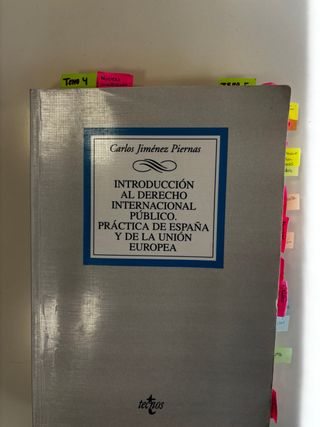 Tema 4
Carlos Jiménez Piernas
INTRODUCCIÓN
AL DERECHO
INTERNACIONAL
PÚBLICO.
PRÁCTICA DE ESPAÑA
Y DE LA UNIÓN
EUROPEA
tecnos